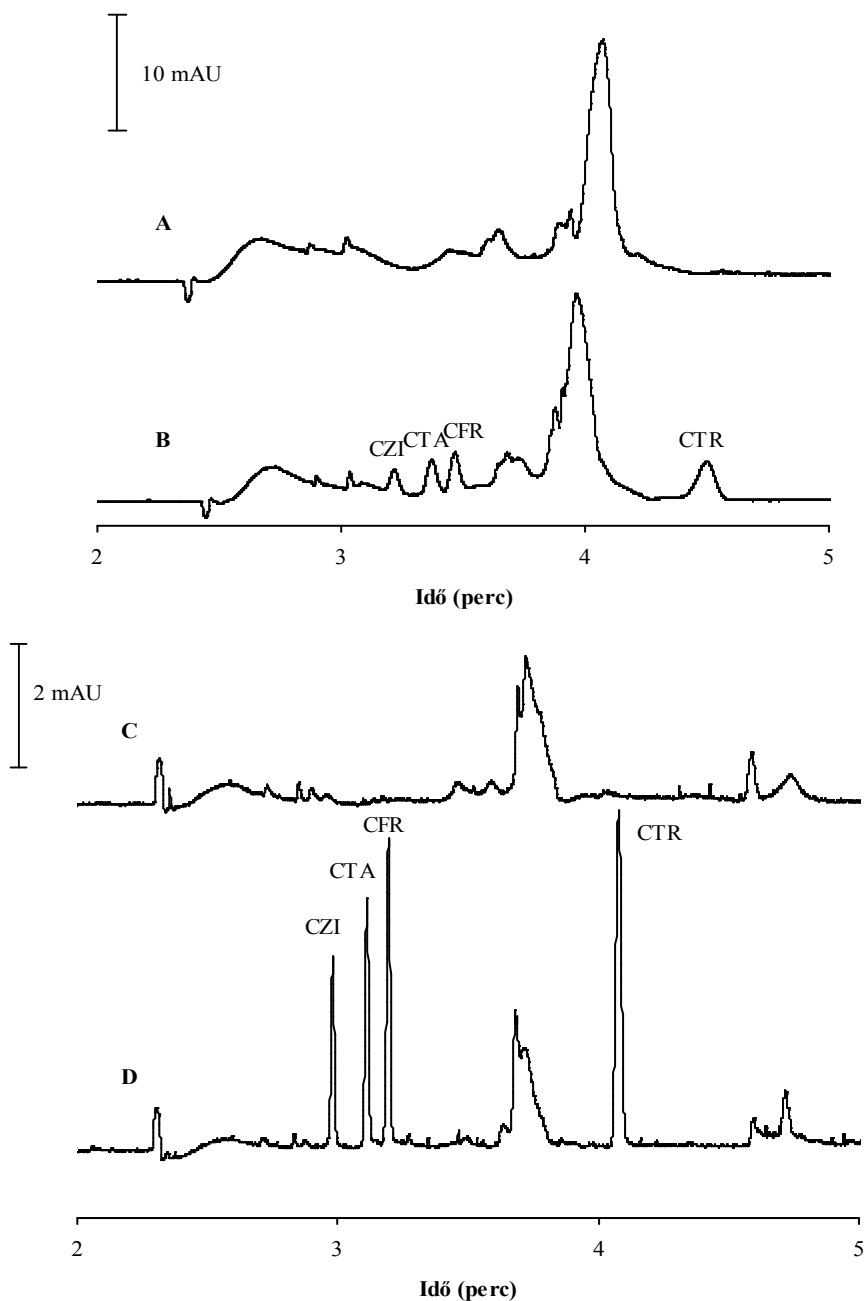 10 mAU
A
B
CZI
CTA
CFR
CTR
2 3 4 5
Idő (perc)
2 mAU
C
CFR
CTR
CTA
CZI
D
2 3 4 5
Idő (perc)